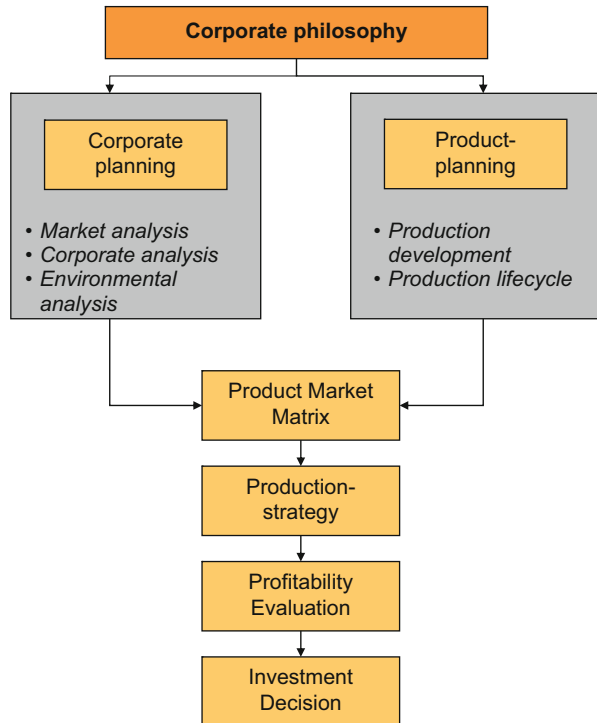 Corporate philosophy
Corporate
planning
• Market analysis
• Corporate analysis
• Environmental
analysis
Product-
planning
• Production
development
• Production lifecycle
Product Market
Matrix
Production-
strategy
Profitability
Evaluation
Investment
Decision